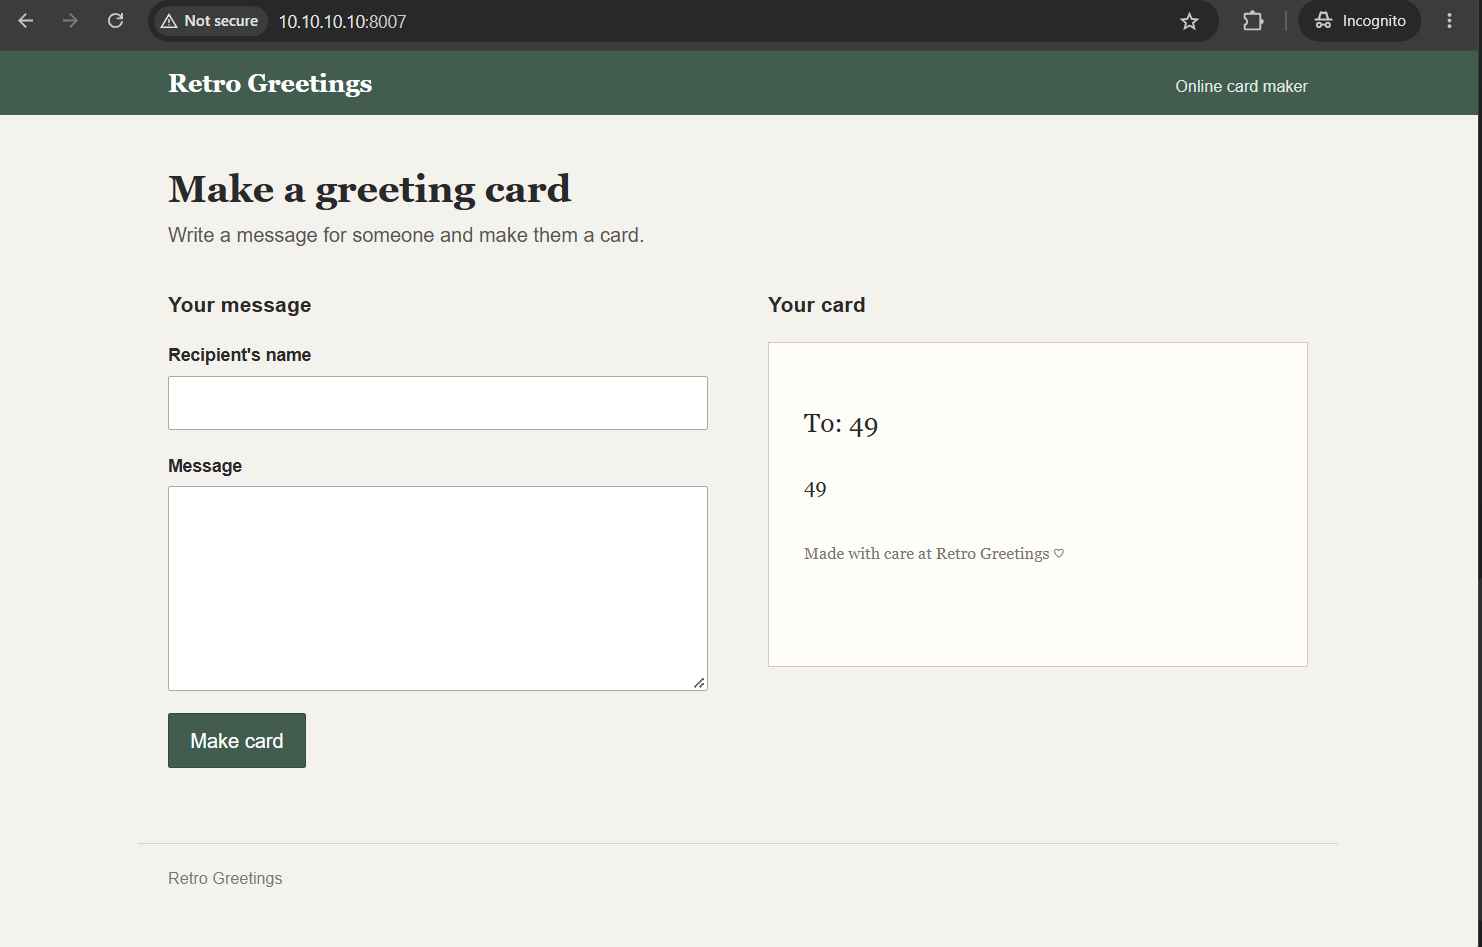 Not secure
10.10.10.10:8007
Incognito
Retro Greetings
Online card maker
Make a greeting card
Write a message for someone and make them a card.
Your message
Recipient's name
Message
Make card
Your card
To: 49
49
Made with care at Retro Greetings ♡
Retro Greetings